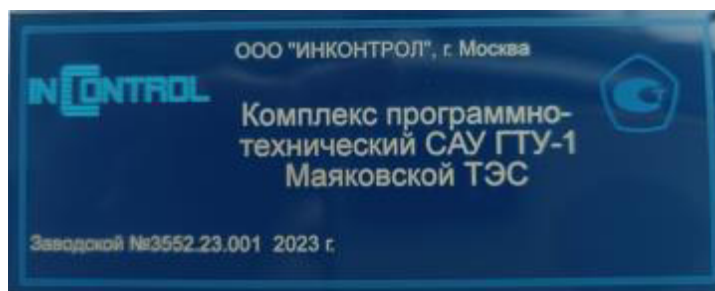 ООО "ИНКОНТРОЛ", г. Москва
INCONTROL
Комплекс программно-
технический САУ ГТУ-1
Маяковской ТЭС
Заводской №3552.23.001 2023 г.